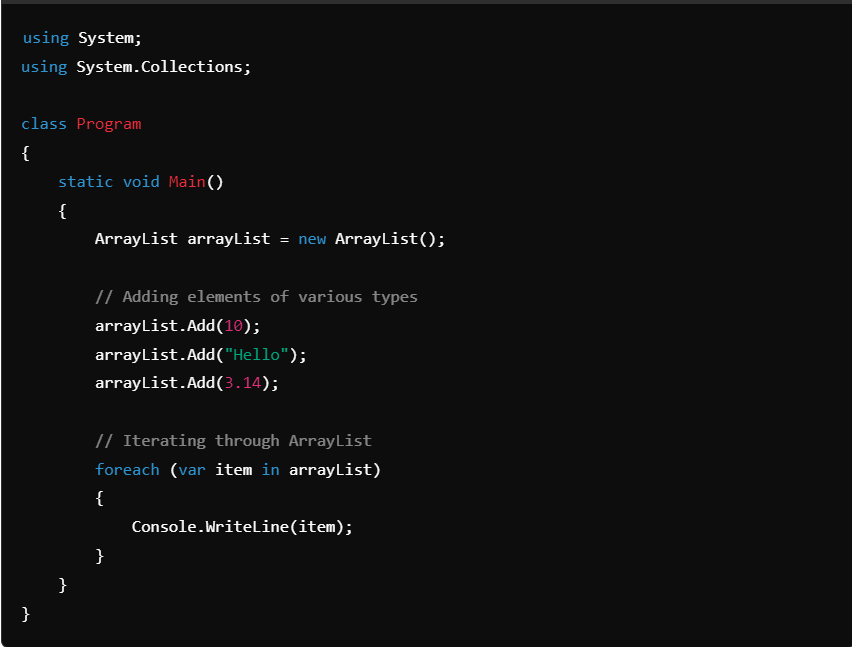 using System;
using System.Collections;
class Program
{
    static void Main()
    {
        ArrayList arrayList = new ArrayList();
        // Adding elements of various types
        arrayList.Add(10);
        arrayList.Add("Hello");
        arrayList.Add(3.14);
        // Iterating through ArrayList
        foreach (var item in arrayList)
        {
            Console.WriteLine(item);
        }
    }
}